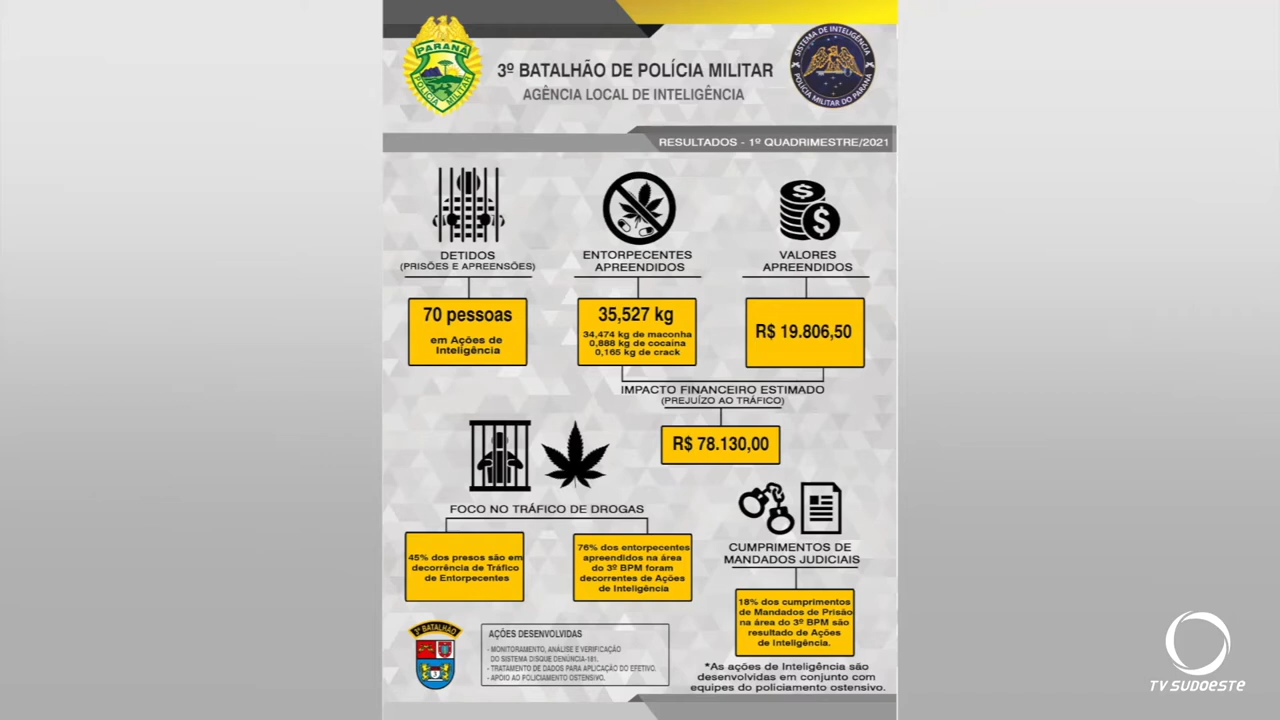 PARANÁ
POLÍCIA MILITAR
3º BATALHÃO DE POLÍCIA MILITAR
AGÊNCIA LOCAL DE INTELIGÊNCIA
SISTEMA DE INTELIGÊNCIA
POLÍCIA MILITAR DO PARANÁ
RESULTADOS - 1º QUADRIMESTRE/2021
DETIDOS
(PRISÕES E APREENSÕES)
70 pessoas
em Ações de
Inteligência
ENTORPECENTES
APREENDIDOS
35,527 kg
34,474 kg de maconha
0,888 kg de cocaína
0,165 kg de crack
VALORES
APREENDIDOS
R$ 19.806,50
IMPACTO FINANCEIRO ESTIMADO
(PREJUÍZO AO TRÁFICO)
R$ 78.130,00
FOCO NO TRÁFICO DE DROGAS
45% dos presos são em
decorrência de Tráfico
de Entorpecentes
76% dos entorpecentes
apreendidos na área
do 3º BPM foram
decorrentes de Ações
de Inteligência
CUMPRIMENTOS DE
MANDADOS JUDICIAIS
18% dos cumprimentos
de Mandados de Prisão
na área do 3º BPM são
resultado de Ações
de Inteligência.
3º BATALHÃO
3
AÇÕES DESENVOLVIDAS
- MONITORAMENTO, ANÁLISE E VERIFICAÇÃO
DO SISTEMA DISQUE DENÚNCIA-181.
- TRATAMENTO DE DADOS PARA APLICAÇÃO DO EFETIVO.
- APOIO AO POLICIAMENTO OSTENSIVO.
*As ações de Inteligência são
desenvolvidas em conjunto com
equipes do policiamento ostensivo.
TV SUDOESTE